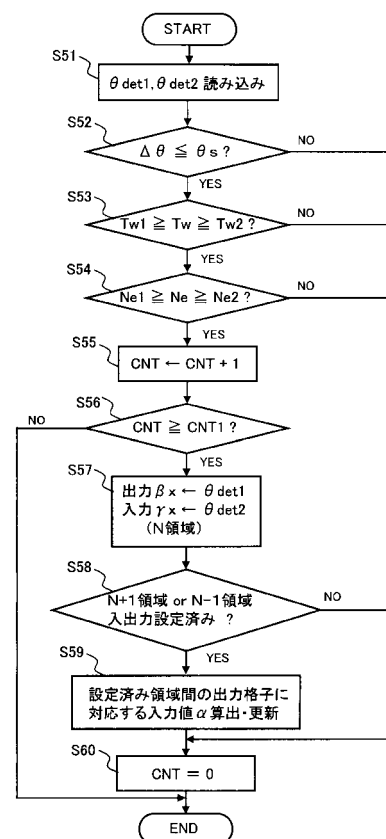 START
S51
θdet1,θdet2 読み込み
S52
Δθ ≦ θs ?
NO
YES
S53
Tw1 ≧ Tw ≧ Tw2 ?
NO
YES
S54
Ne1 ≧ Ne ≧ Ne2 ?
NO
YES
S55
CNT ← CNT + 1
S56
NO
CNT ≧ CNT1 ?
YES
S57
出力βx ← θdet1
入力γx ← θdet2
(N領域)
S58
N+1領域 or N−1領域
入出力設定済み ?
NO
YES
S59
設定済み領域間の出力格子に
対応する入力値α算出・更新
S60
CNT = 0
END